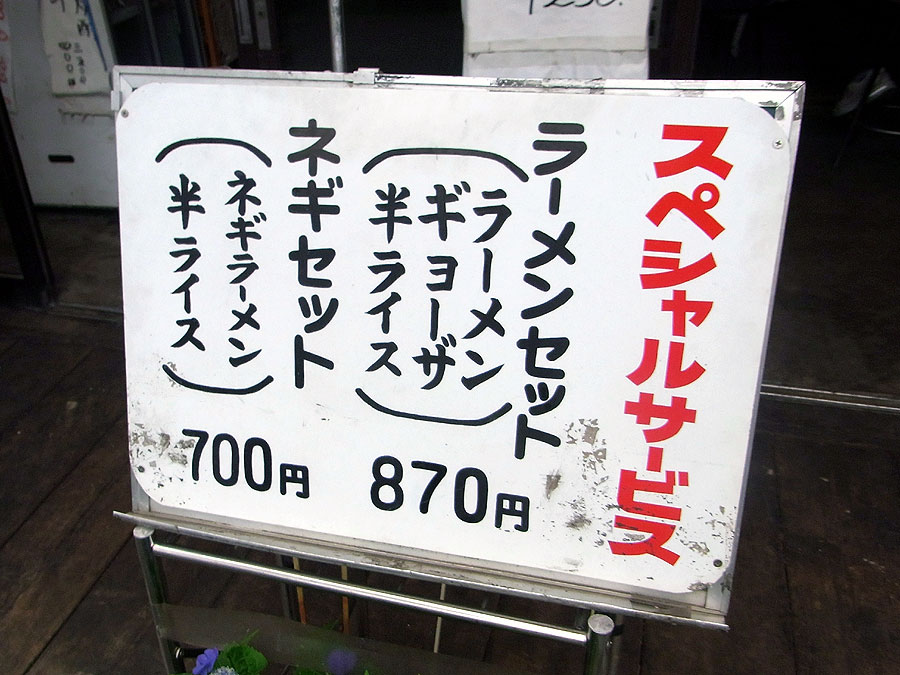 スペシャルサービス
ラーメンセット
（ラーメン
ギョーザ
半ライス）
870円
ネギセット
（ネギラーメン
半ライス）
700円